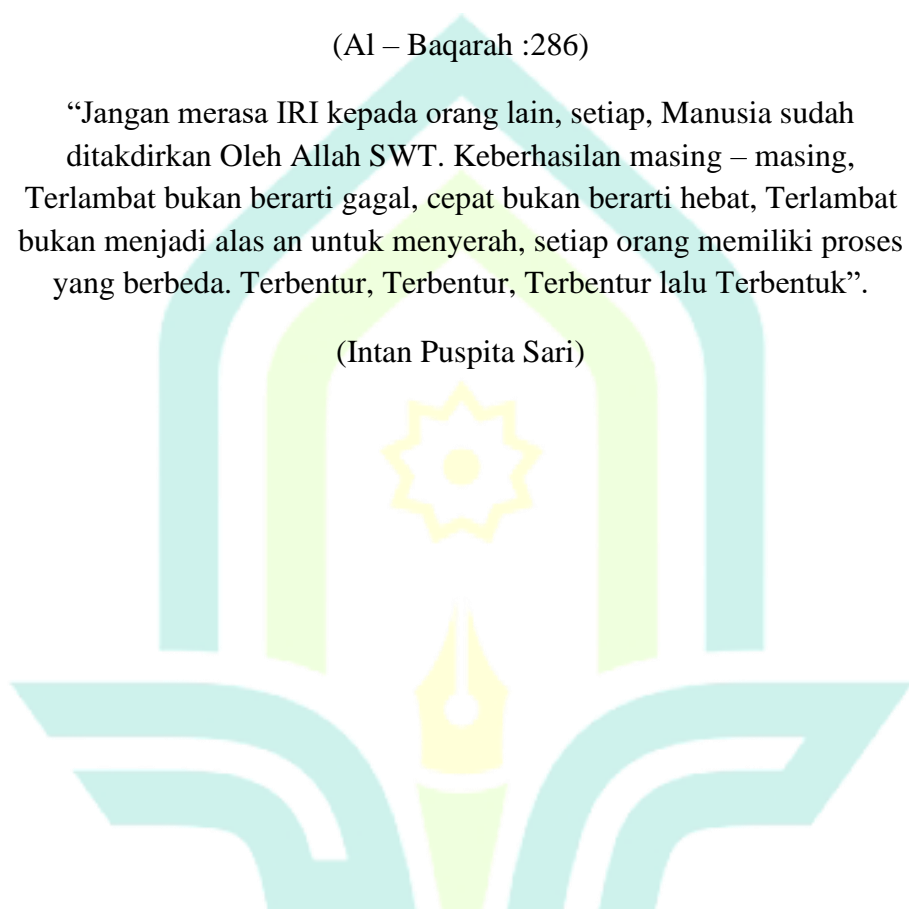 (Al – Baqarah :286)
“Jangan merasa IRI kepada orang lain, setiap, Manusia sudah
ditakdirkan Oleh Allah SWT. Keberhasilan masing – masing,
Terlambat bukan berarti gagal, cepat bukan berarti hebat, Terlambat
bukan menjadi alas an untuk menyerah, setiap orang memiliki proses
yang berbeda. Terbentur, Terbentur, Terbentur lalu Terbentuk”.
(Intan Puspita Sari)